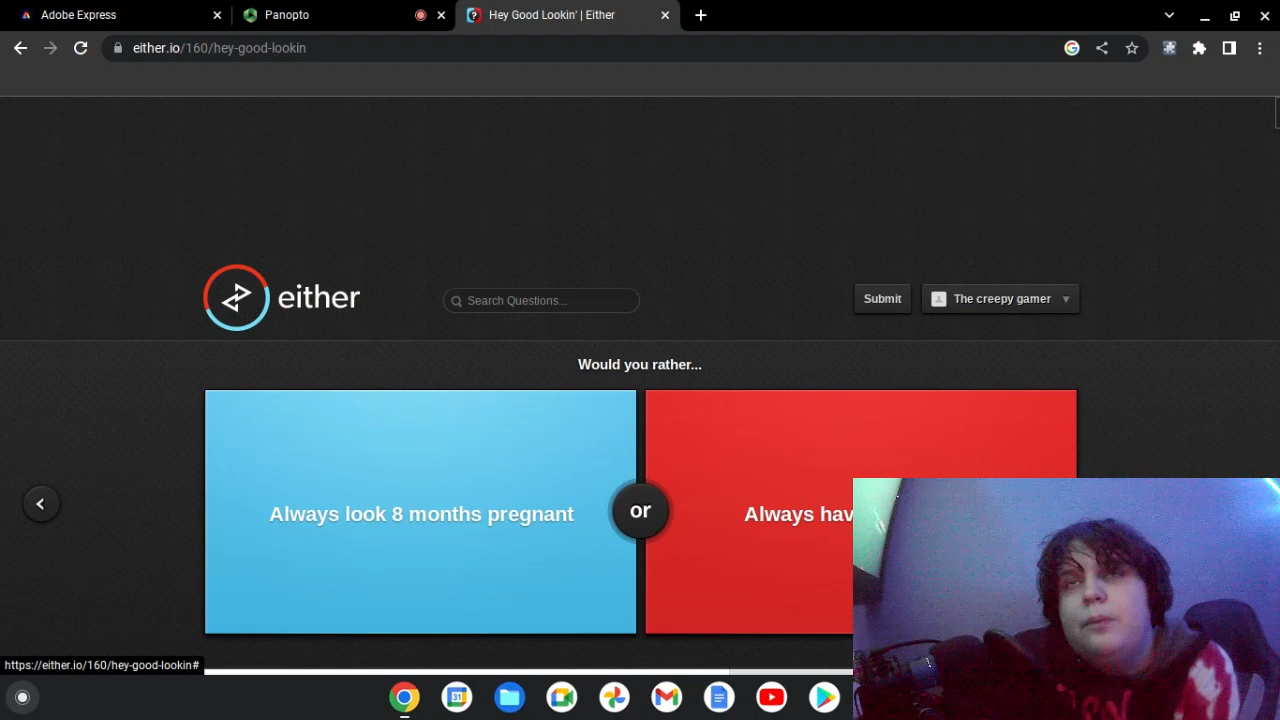 Adobe Express
Panopto
Hey Good Lookin' | Either
either.io/160/hey-good-lookin
either
Search Questions...
Submit
The creepy gamer
Would you rather...
Always look 8 months pregnant
or
Always hav
https://either.io/160/hey-good-lookin#
31